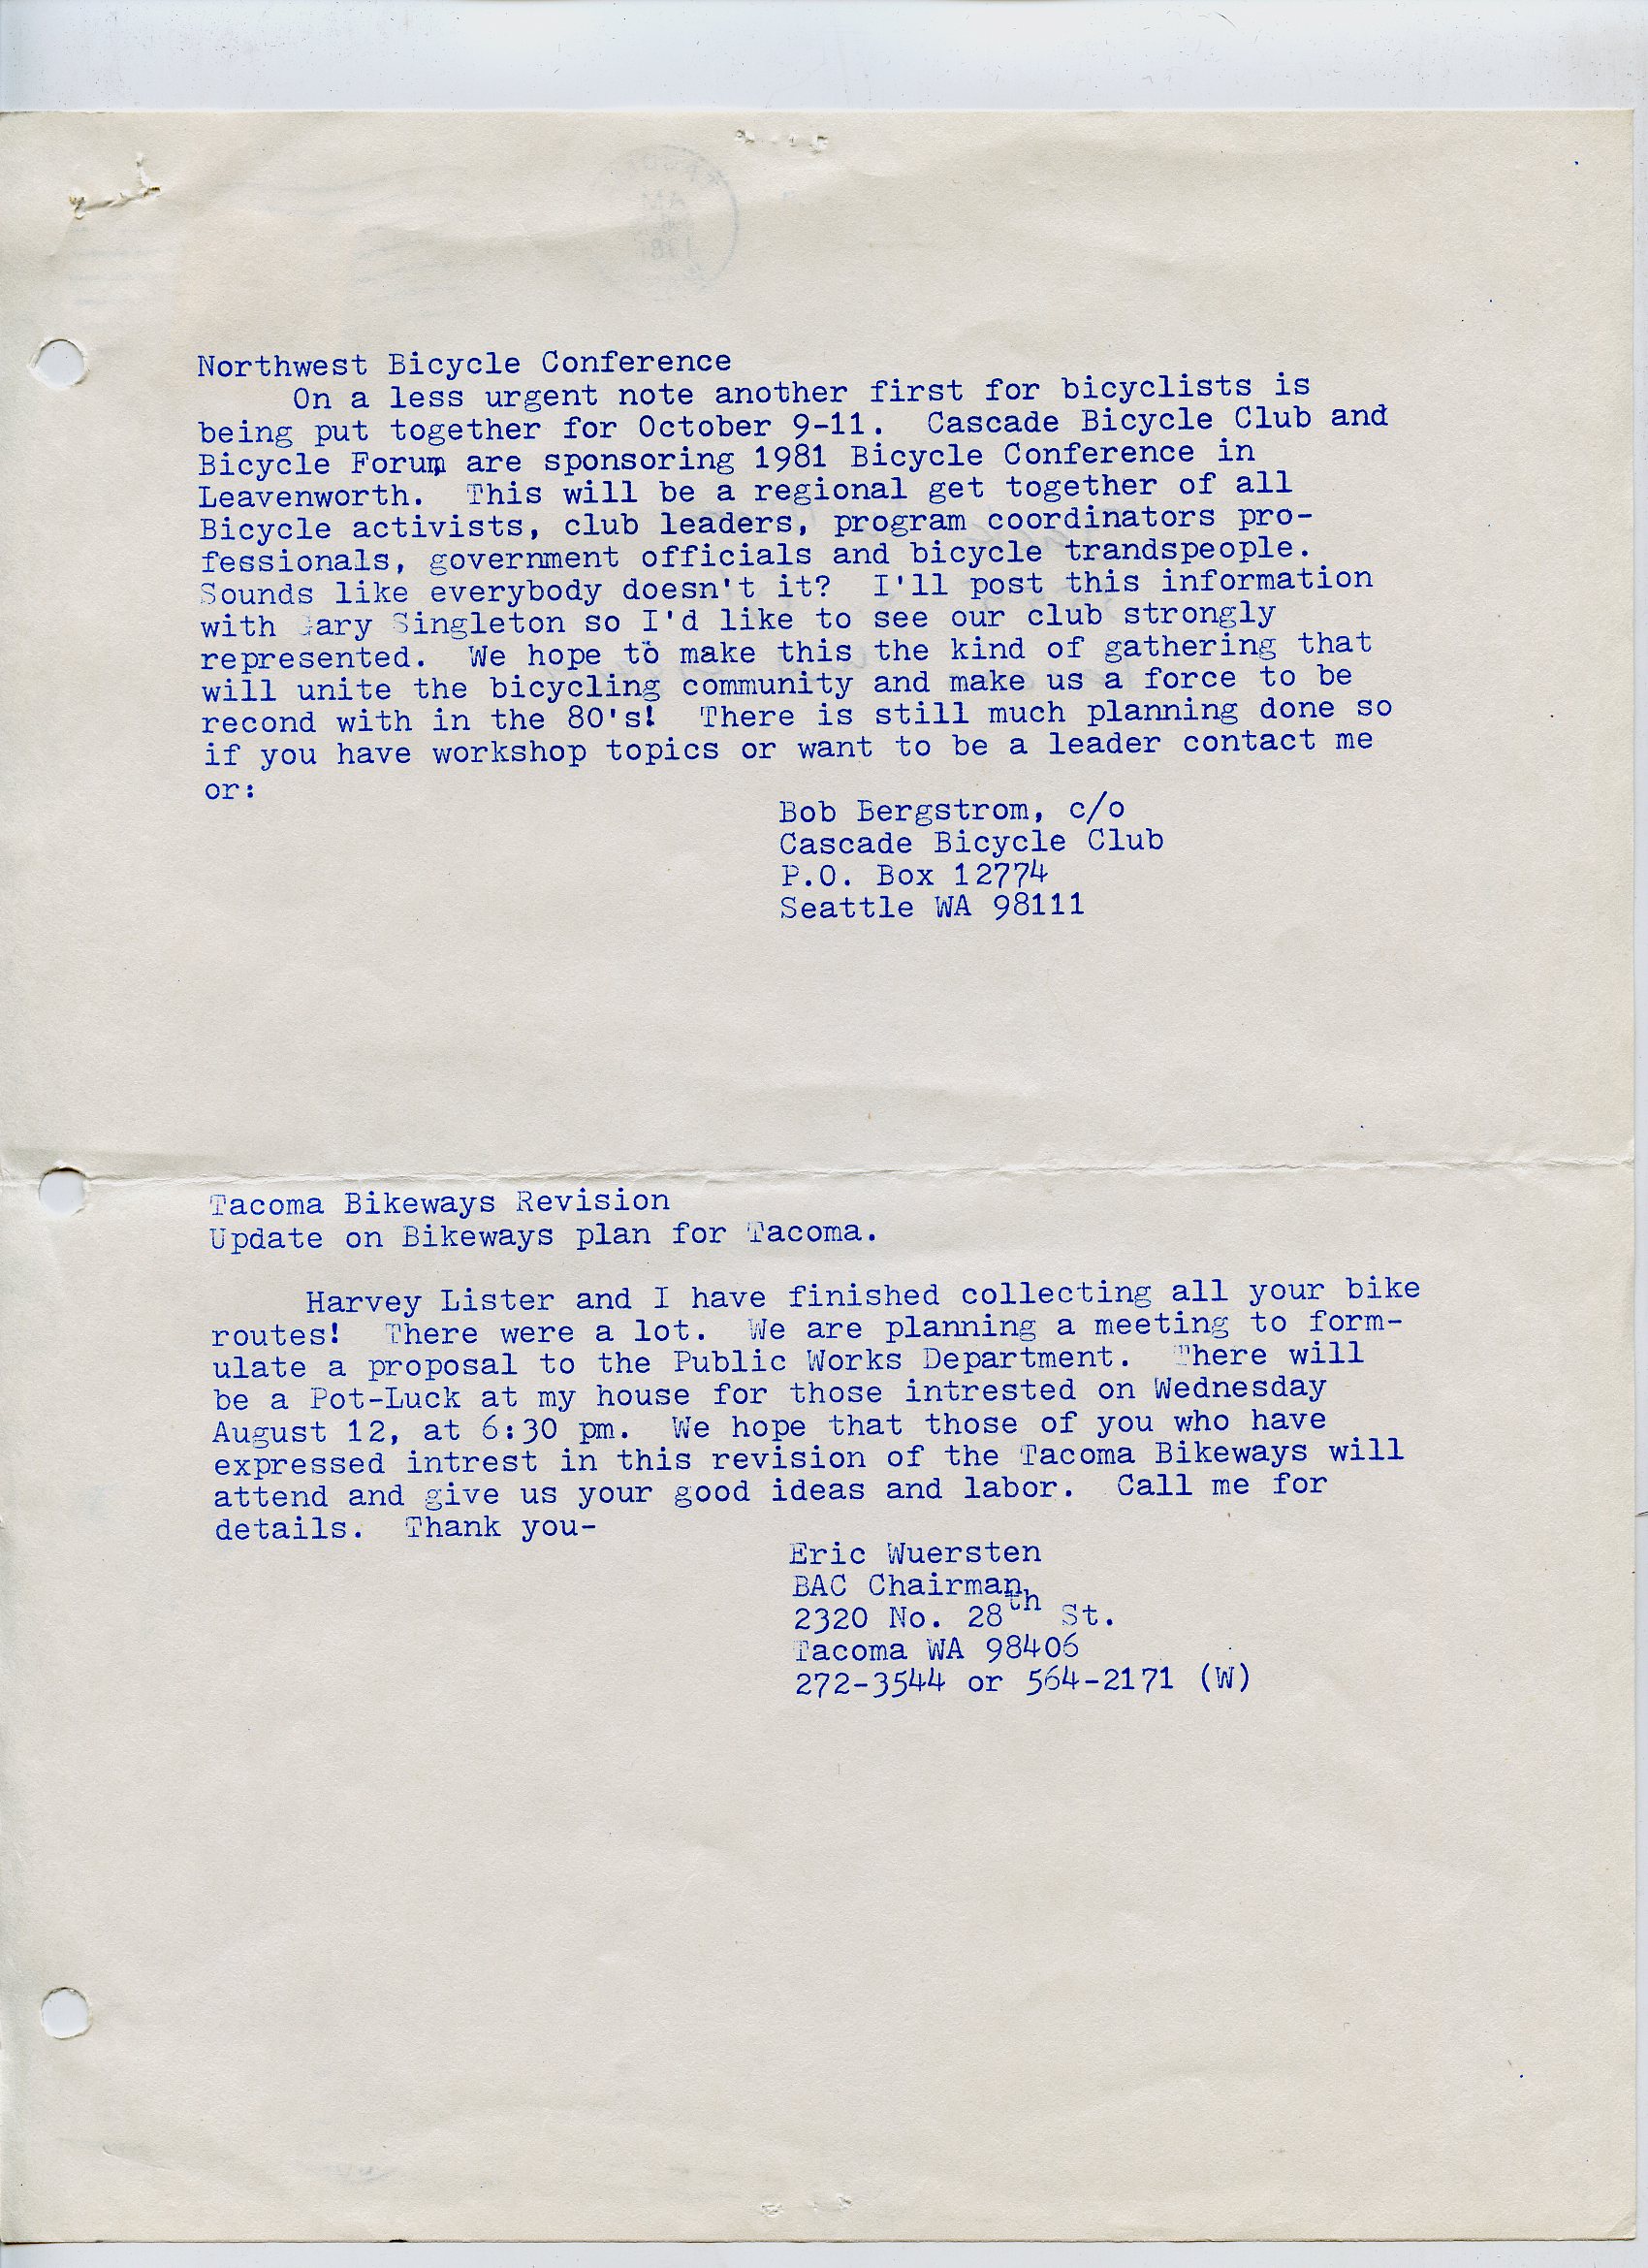 Northwest Bicycle Conference
On a less urgent note another first for bicyclists is
being put together for October 9-11. Cascade Bicycle Club and
Bicycle Forum are sponsoring 1981 Bicycle Conference in
Leavenworth. This will be a regional get together of all
Bicycle activists, club leaders, program coordinators pro-
fessionals, government officials and bicycle trandspeople.
Sounds like everybody doesn't it? I'll post this information
with Gary Singleton so I'd like to see our club strongly
represented. We hope to make this the kind of gathering that
will unite the bicycling community and make us a force to be
recond with in the 80's! There is still much planning done so
if you have workshop topics or want to be a leader contact me
or:
Bob Bergstrom, c/o
Cascade Bicycle Club
P.O. Box 12774
Seattle WA 98111
Tacoma Bikeways Revision
Update on Bikeways plan for Tacoma.
Harvey Lister and I have finished collecting all your bike
routes! There were a lot. We are planning a meeting to form-
ulate a proposal to the Public Works Department. There will
be a Pot-Luck at my house for those intrested on Wednesday
August 12, at 6:30 pm. We hope that those of you who have
expressed intrest in this revision of the Tacoma Bikeways will
attend and give us your good ideas and labor. Call me for
details. Thank you-
Eric Wuersten
BAC Chairman
2320 No. 28th St.
Tacoma WA 98406
272-3544 or 564-2171 (W)